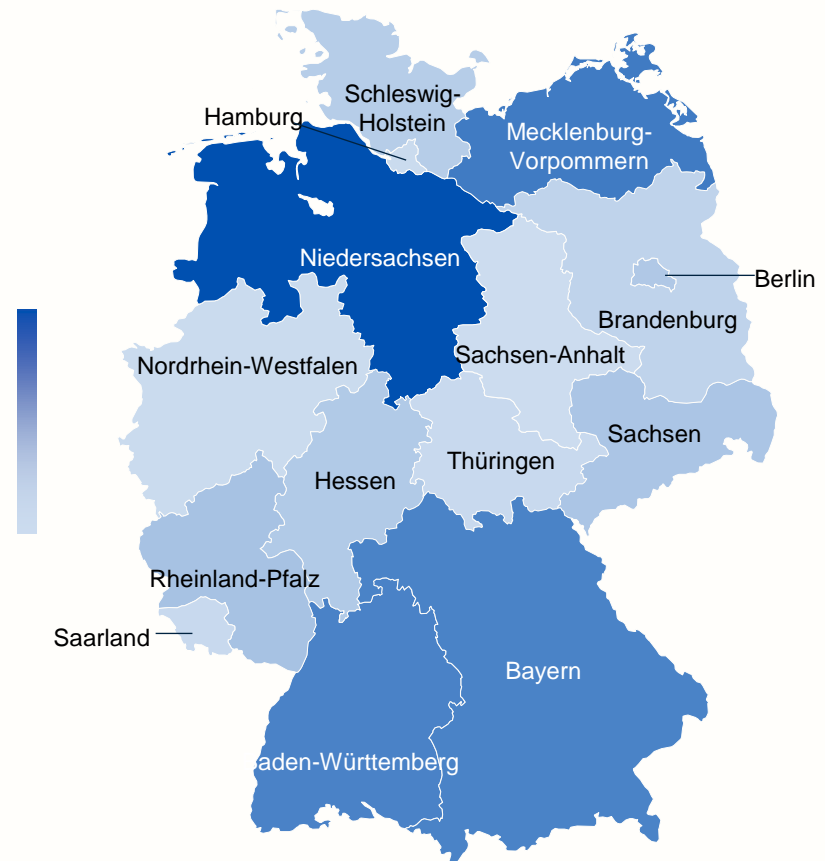 Schleswig-
Holstein
Hamburg
Mecklenburg-
Vorpommern
Niedersachsen
Berlin
Brandenburg
Nordrhein-Westfalen
Sachsen-Anhalt
Sachsen
Thüringen
Hessen
Rheinland-Pfalz
Saarland
Bayern
aden-Württemberg